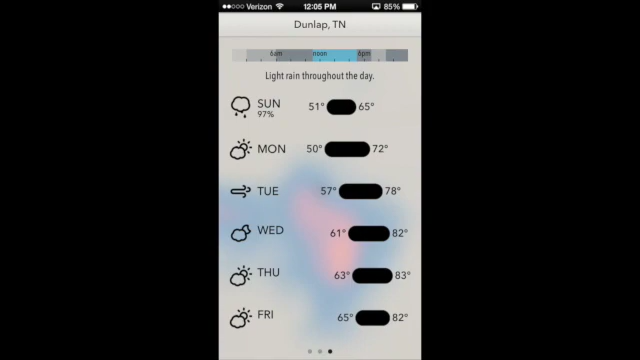 Verizon 12:05 PM 85%
Dunlap, TN
6am noon 6pm
Light rain throughout the day.
SUN 51° 65°
97%
MON 50° 72°
TUE 57° 78°
WED 61° 82°
THU 63° 83°
FRI 65° 82°